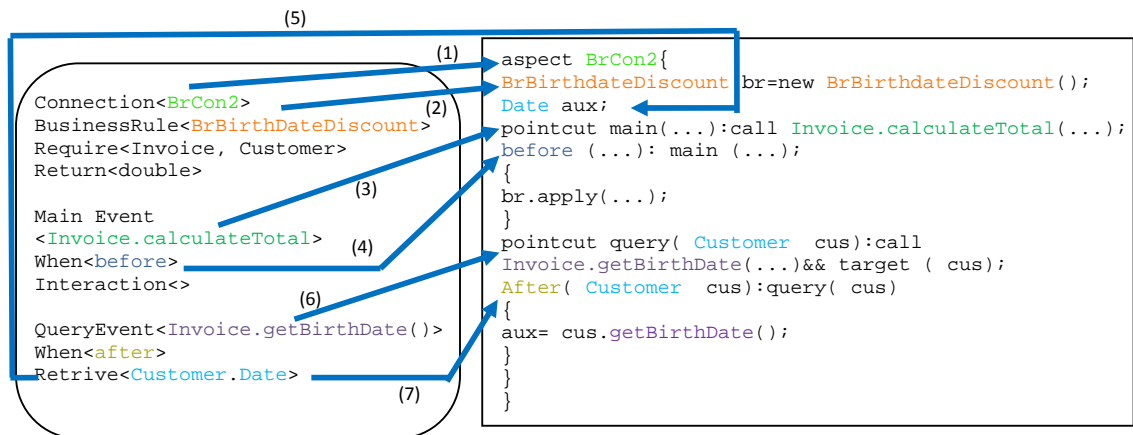 (5)
(1)
(2)
(3)
(4)
(6)
(7)
Connection<BrCon2>
BusinessRule<BrBirthDateDiscount>
Require<Invoice, Customer>
Return<double>
Main Event
<Invoice.calculateTotal>
When<before>
Interaction<>
QueryEvent<Invoice.getBirthDate()>
When<after>
Retrive<Customer.Date>
aspect BrCon2{
BrBirthdateDiscount br=new BrBirthdateDiscount();
Date aux;
pointcut main(...):call Invoice.calculateTotal(...);
before (...): main (...);
{
br.apply(...);
}
pointcut query( Customer cus):call
Invoice.getBirthDate(...)&& target ( cus);
After( Customer cus):query( cus)
{
aux= cus.getBirthDate();
}
}
}